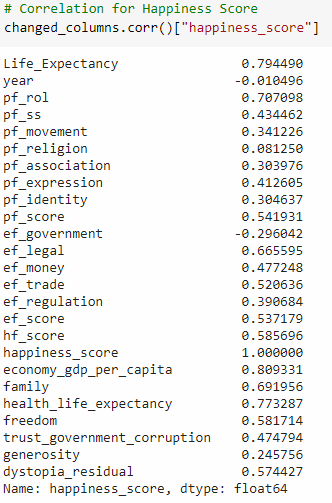 # Correlation for Happiness Score
changed_columns.corr()["happiness_score"]
Life_Expectancy 0.794490
year -0.010496
pf_rol 0.707098
pf_ss 0.434462
pf_movement 0.341226
pf_religion 0.081250
pf_association 0.303976
pf_expression 0.412605
pf_identity 0.304637
pf_score 0.541931
ef_government -0.296042
ef_legal 0.665595
ef_money 0.477248
ef_trade 0.520636
ef_regulation 0.390684
ef_score 0.537179
hf_score 0.585696
happiness_score 1.000000
economy_gdp_per_capita 0.809331
family 0.691956
health_life_expectancy 0.773287
freedom 0.581714
trust_government_corruption 0.474794
generosity 0.245756
dystopia_residual 0.574427
Name: happiness_score, dtype: float64